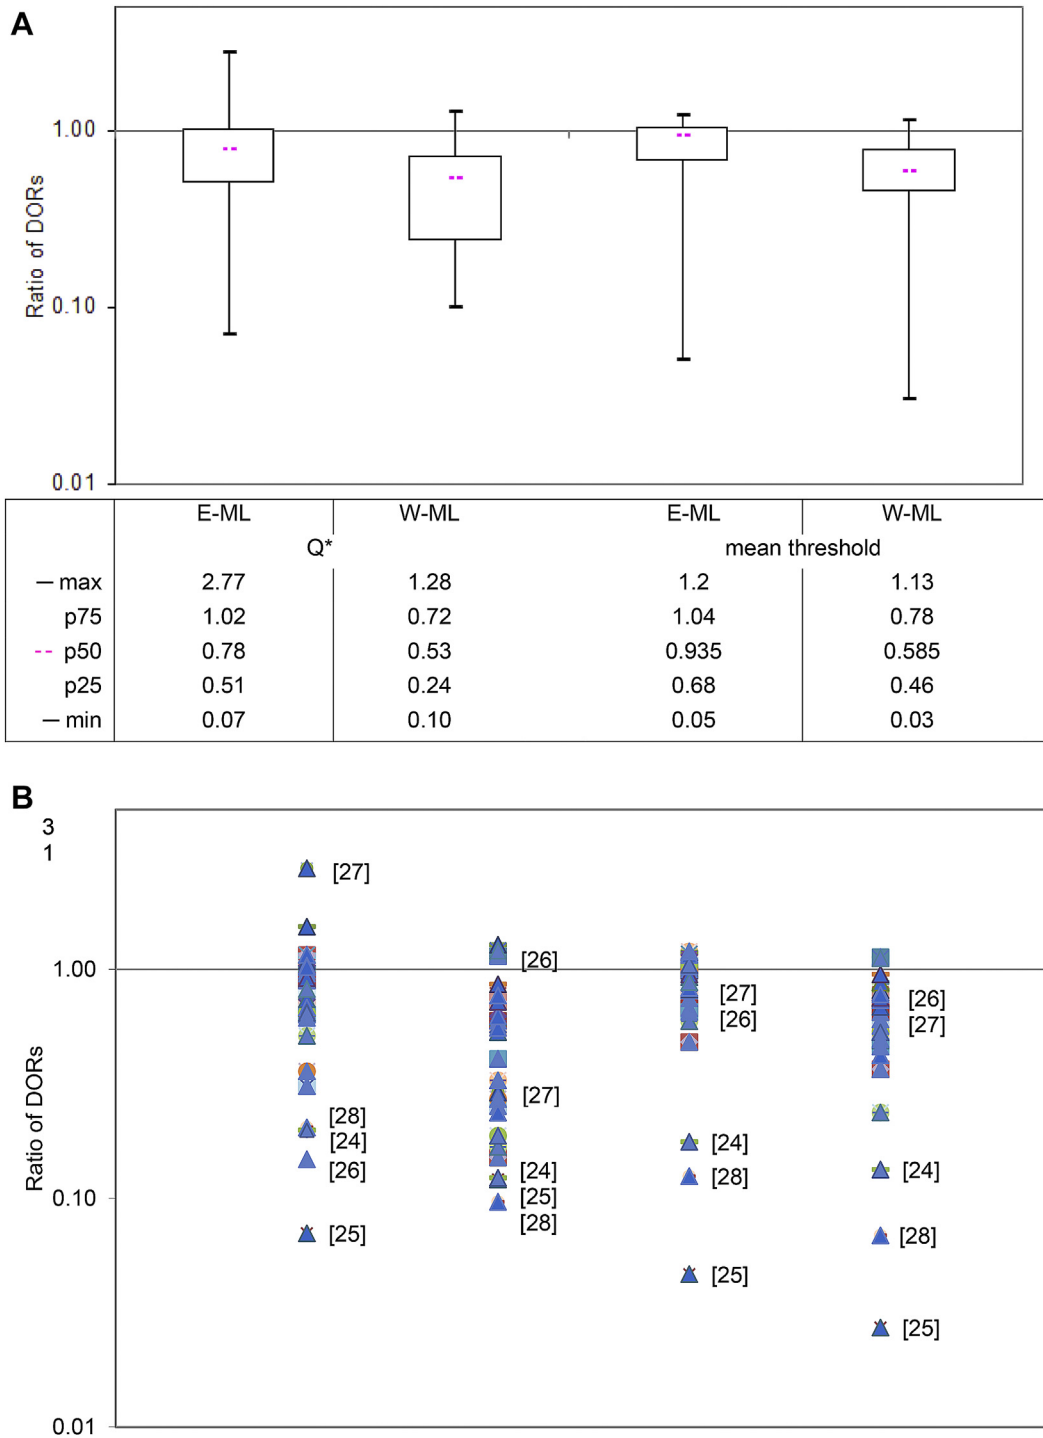 A
1.00
Ratio of DORs
0.10
0.01
E-ML W-ML E-ML W-ML
Q* mean threshold
max 2.77 1.28 1.2 1.13
p75 1.02 0.72 1.04 0.78
p50 0.78 0.53 0.935 0.585
p25 0.51 0.24 0.68 0.46
min 0.07 0.10 0.05 0.03
B
3
1
[27]
[26]
1.00
[27] [26]
[26] [27]
[27]
Ratio of DORs
[28]
[24] [24] [24] [24]
[26] [25] [28]
0.10
[28]
[25] [28]
[25]
[25]
0.01